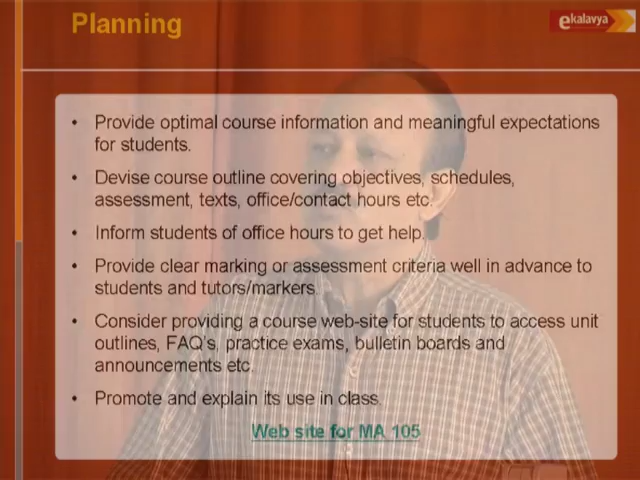 Planning
ekalavya
• Provide optimal course information and meaningful expectations
for students.
• Devise course outline covering objectives, schedules,
assessment, texts, office/contact hours etc.
• Inform students of office hours to get help.
• Provide clear marking or assessment criteria well in advance to
students and tutors/markers.
• Consider providing a course web-site for students to access unit
outlines, FAQ's, practice exams, bulletin boards and
announcements etc.
• Promote and explain its use in class.
Web site for MA 105